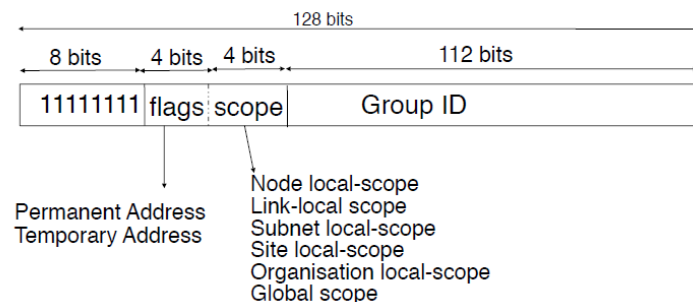 128 bits
8 bits 4 bits 4 bits 112 bits
11111111 flags scope Group ID
Permanent Address
Temporary Address
Node local-scope
Link-local scope
Subnet local-scope
Site local-scope
Organisation local-scope
Global scope